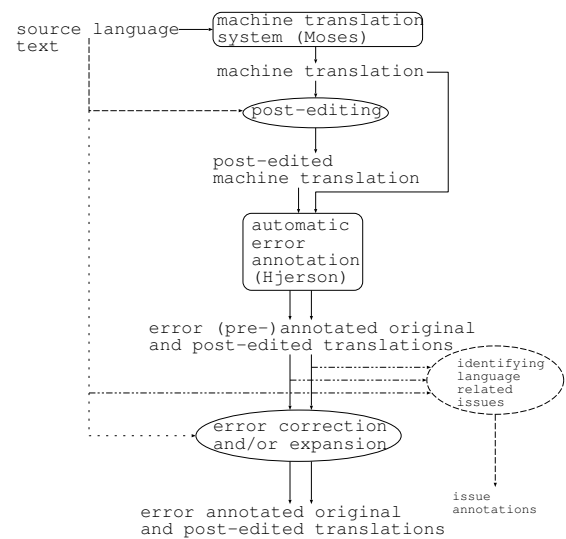 source language
text
machine translation
system (Moses)
machine translation
post-editing
post-edited
machine translation
automatic
error
annotation
(Hjerson)
error (pre-)annotated original
and post-edited translations
identifying
language
related
issues
error correction
and/or expansion
issue
annotations
error annotated original
and post-edited translations